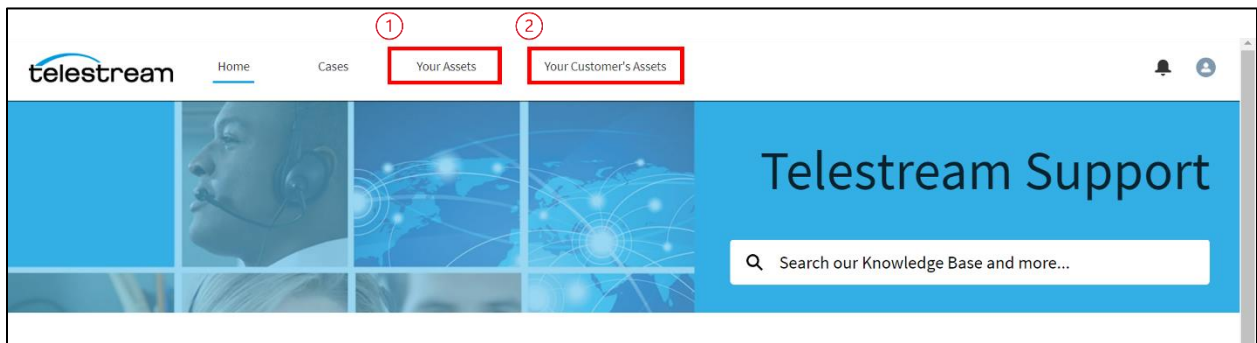 ① ②
telestream Home Cases Your Assets Your Customer's Assets
Telestream Support
Search our Knowledge Base and more...